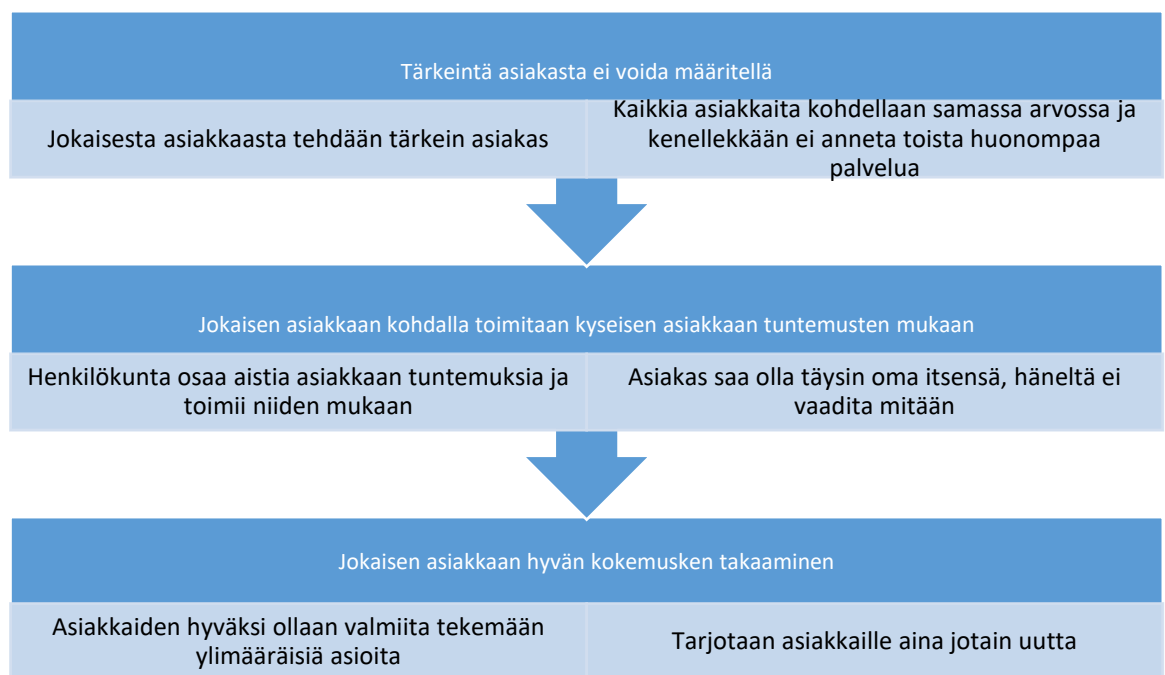 Tärkeintä asiakasta ei voida määritellä
Jokaisesta asiakkaasta tehdään tärkein asiakas
Kaikkia asiakkaita kohdellaan samassa arvossa ja
kenellekkään ei anneta toista huonompaa
palvelua
Jokaisen asiakkaan kohdalla toimitaan kyseisen asiakkaan tuntemusten mukaan
Henkilökunta osaa aistia asiakkaan tuntemuksia ja
toimii niiden mukaan
Asiakas saa olla täysin oma itsensä, häneltä ei
vaadita mitään
Jokaisen asiakkaan hyvän kokemusken takaaminen
Asiakkaiden hyväksi ollaan valmiita tekemään
ylimääräisiä asioita
Tarjotaan asiakkaille aina jotain uutta